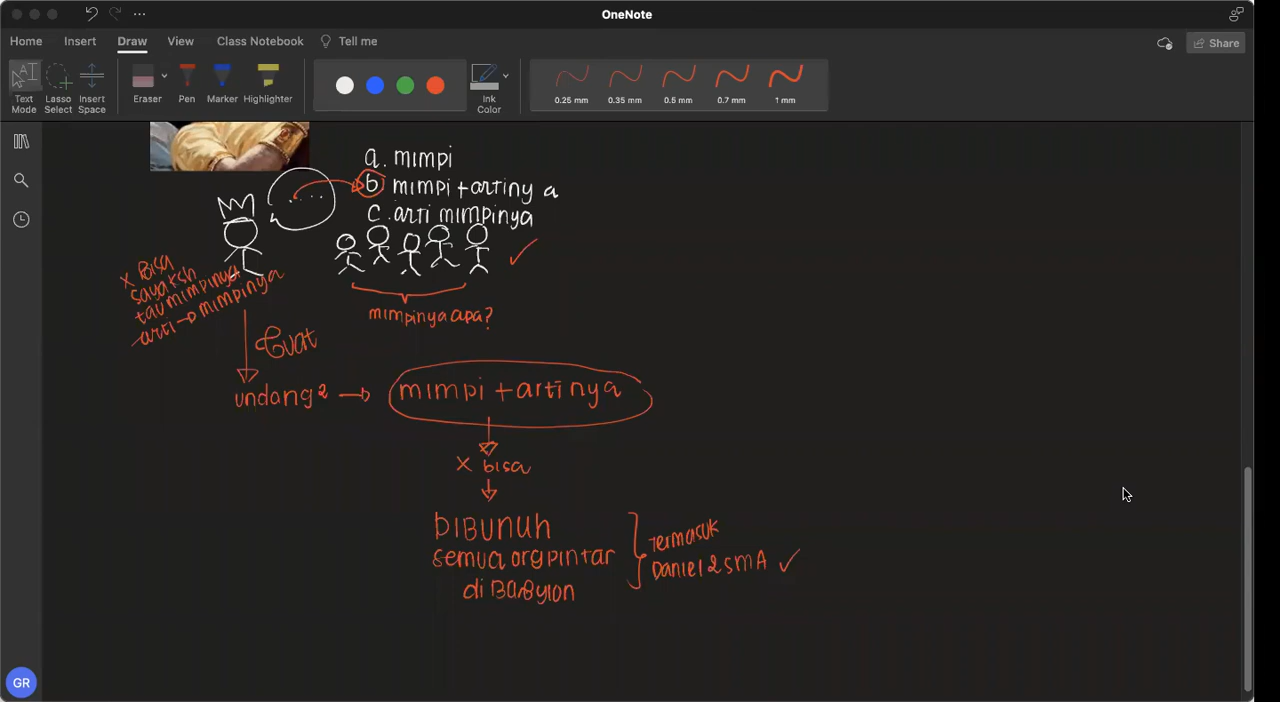 OneNote
Home Insert Draw View Class Notebook Tell me
Share
Text Mode
Lasso Select
Insert Space
Eraser
Pen
Marker
Highlighter
Ink Color
0.25 mm 0.35 mm 0.5 mm 0.7 mm 1 mm
a. mimpi
b mimpi + artinya
c. arti mimpinya
x Bisa
tau mimpinya
arti → mimpinya
mimpinya apa?
undang2 → mimpi + artinya
x bisa
DIBUNUH
semua org pintar
di Babylon
Termasuk
Daniel 2 SMA ✓
GR